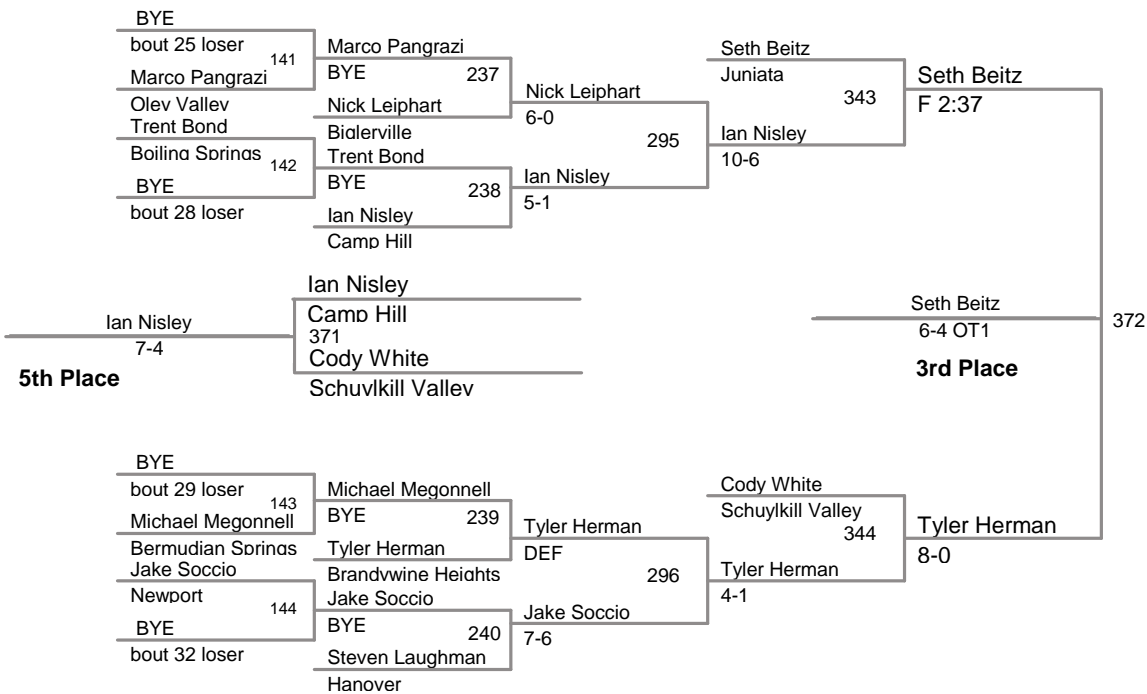 BYE
bout 25 loser
141
Marco Pangrazi
Oley Valley
Trent Bond
Boiling Springs
142
BYE
bout 28 loser
Marco Pangrazi
BYE
237
Nick Leiphart
Biglerville
Trent Bond
BYE
238
Ian Nisley
Camp Hill
Nick Leiphart
6-0
295
Ian Nisley
5-1
Seth Beitz
Juniata
343
Ian Nisley
10-6
Seth Beitz
F 2:37
Ian Nisley
7-4
5th Place
Ian Nisley
Camp Hill
371
Cody White
Schuylkill Valley
Seth Beitz
6-4 OT1
3rd Place
372
BYE
bout 29 loser
143
Michael Megonnell
Bermudian Springs
Jake Soccio
Newport
144
BYE
bout 32 loser
Michael Megonnell
BYE
239
Tyler Herman
Brandywine Heights
Jake Soccio
BYE
240
Steven Laughman
Hanover
Tyler Herman
DEF
296
Jake Soccio
7-6
Cody White
Schuylkill Valley
344
Tyler Herman
4-1
Tyler Herman
8-0